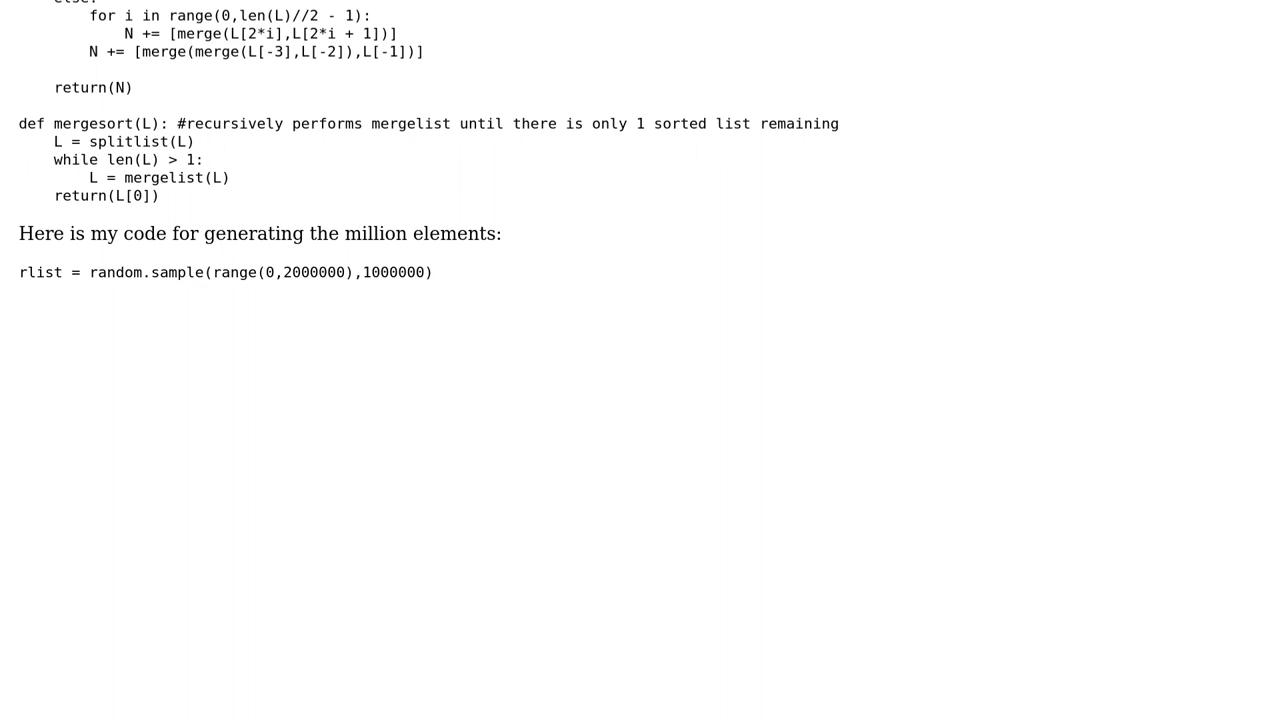 else:
        for i in range(0,len(L)//2 - 1):
            N += [merge(L[2*i],L[2*i + 1])]
        N += [merge(merge(L[-3],L[-2]),L[-1])]
    return(N)
def mergesort(L): #recursively performs mergelist until there is only 1 sorted list remaining
    L = splitlist(L)
    while len(L) > 1:
        L = mergelist(L)
    return(L[0])
Here is my code for generating the million elements:
rlist = random.sample(range(0,2000000),1000000)